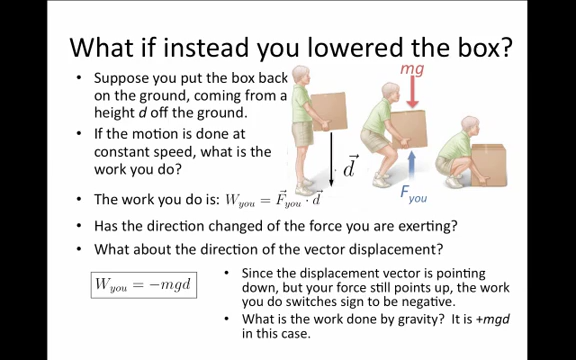 What if instead you lowered the box?
• Suppose you put the box back
on the ground, coming from a
height d off the ground.
• If the motion is done at
constant speed, what is the
work you do?
mg
d⃗
F_you
• The work you do is: W_you = F⃗_you · d⃗
• Has the direction changed of the force you are exerting?
• What about the direction of the vector displacement?
W_you = −mgd
• Since the displacement vector is pointing
down, but your force still points up, the work
you do switches sign to be negative.
• What is the work done by gravity? It is +mgd
in this case.